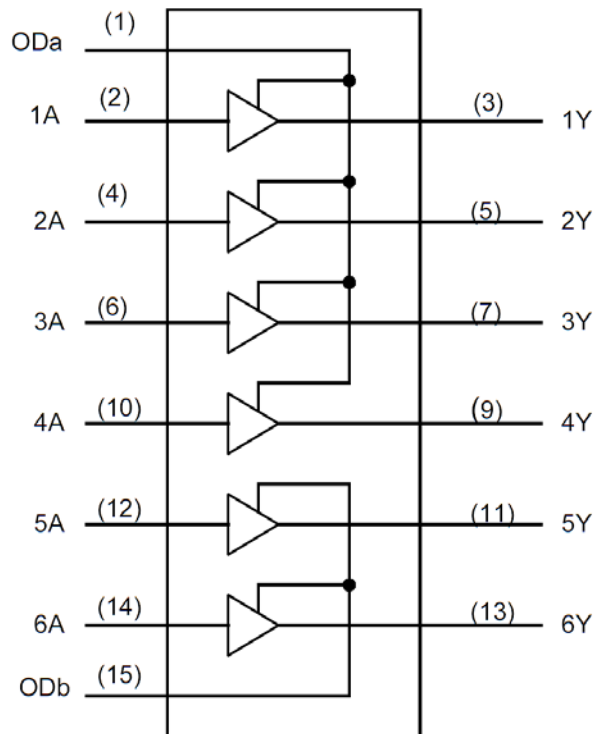 ODa (1)
1A (2) (3) 1Y
2A (4) (5) 2Y
3A (6) (7) 3Y
4A (10) (9) 4Y
5A (12) (11) 5Y
6A (14) (13) 6Y
ODb (15)